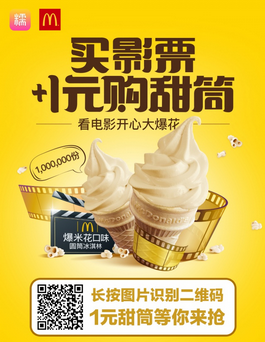 糯
买影票
+1元购甜筒
看电影开心大爆花
1,000,000份
爆米花口味
圆筒冰淇林
长按图片识别二维码
1元甜筒等你来抢